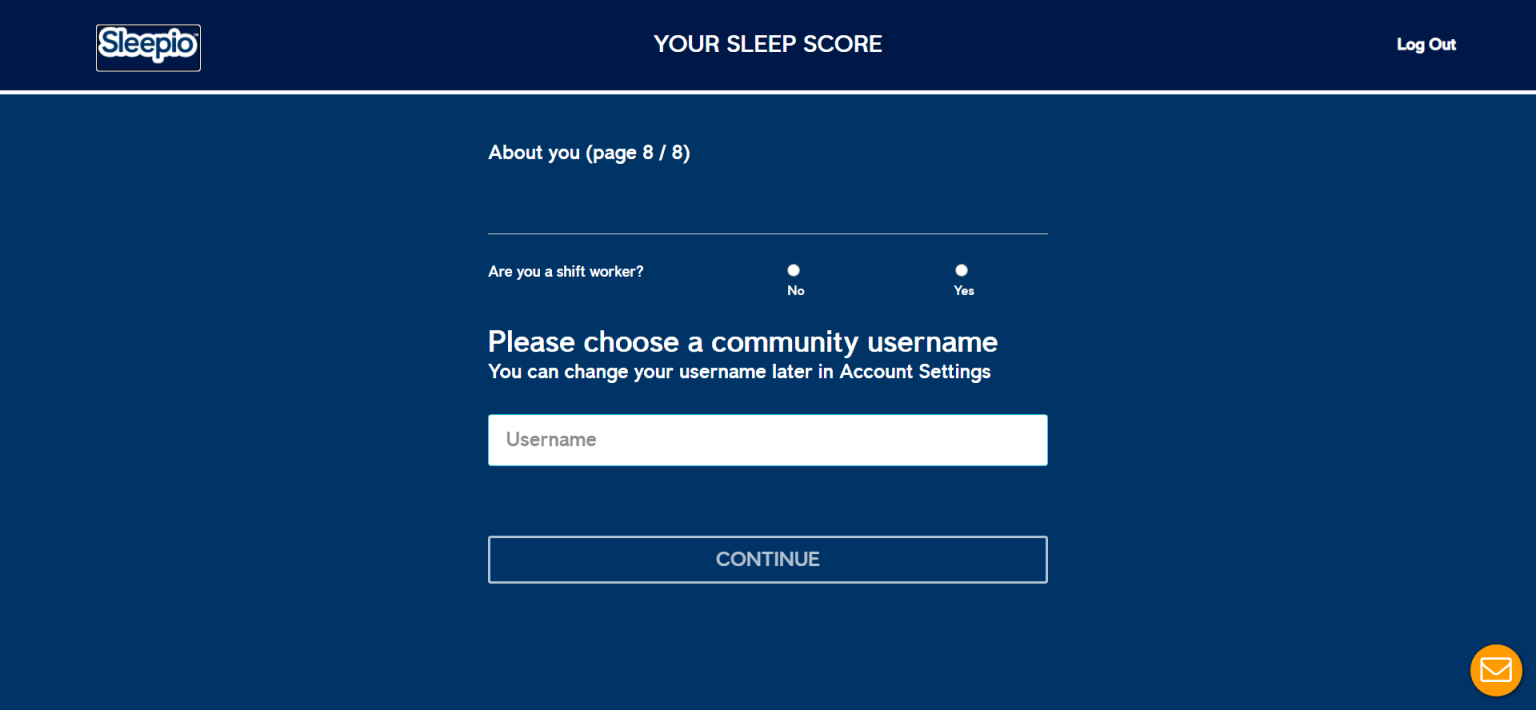 Sleepio™
YOUR SLEEP SCORE
Log Out
About you (page 8 / 8)
Are you a shift worker?
No
Yes
Please choose a community username
You can change your username later in Account Settings
Username
CONTINUE